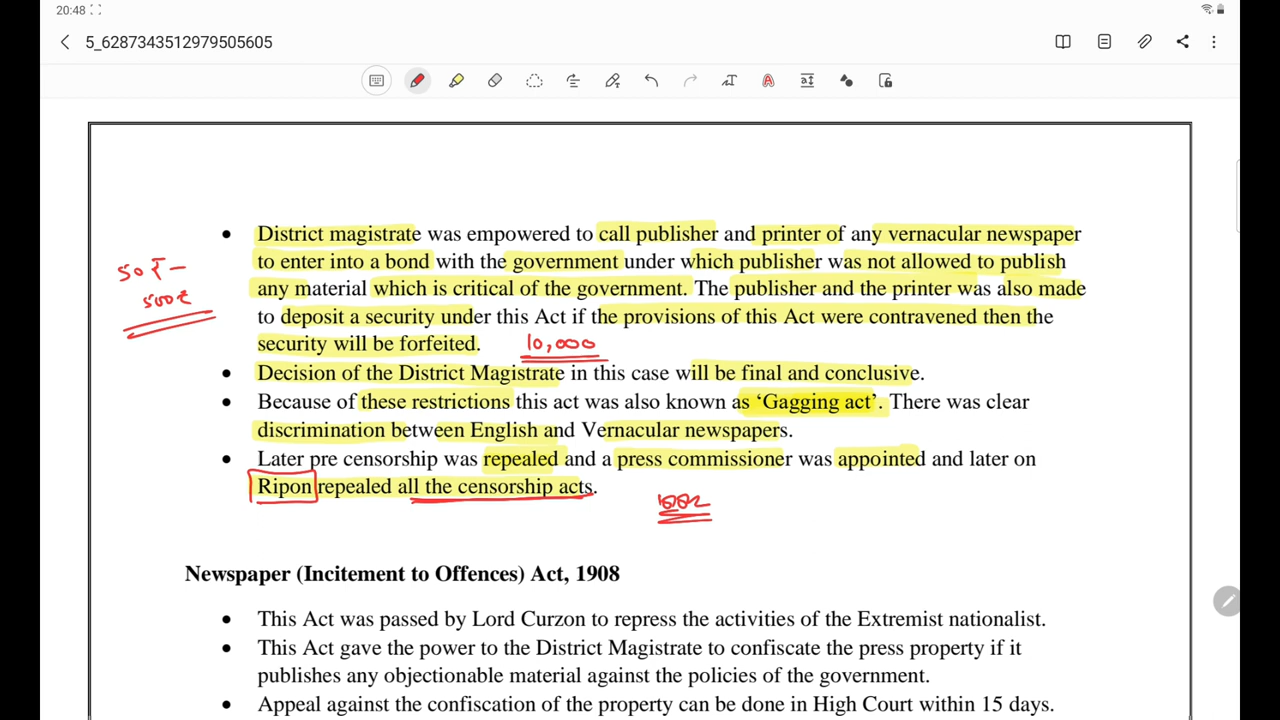 20:48
5_6287343512979505605
• District magistrate was empowered to call publisher and printer of any vernacular newspaper
to enter into a bond with the government under which publisher was not allowed to publish
any material which is critical of the government. The publisher and the printer was also made
to deposit a security under this Act if the provisions of this Act were contravened then the
security will be forfeited.
50 ₹ -
500₹
10,000
• Decision of the District Magistrate in this case will be final and conclusive.
• Because of these restrictions this act was also known as ‘Gagging act’. There was clear
discrimination between English and Vernacular newspapers.
• Later pre censorship was repealed and a press commissioner was appointed and later on
Ripon repealed all the censorship acts.
1882
Newspaper (Incitement to Offences) Act, 1908
• This Act was passed by Lord Curzon to repress the activities of the Extremist nationalist.
• This Act gave the power to the District Magistrate to confiscate the press property if it
publishes any objectionable material against the policies of the government.
• Appeal against the confiscation of the property can be done in High Court within 15 days.